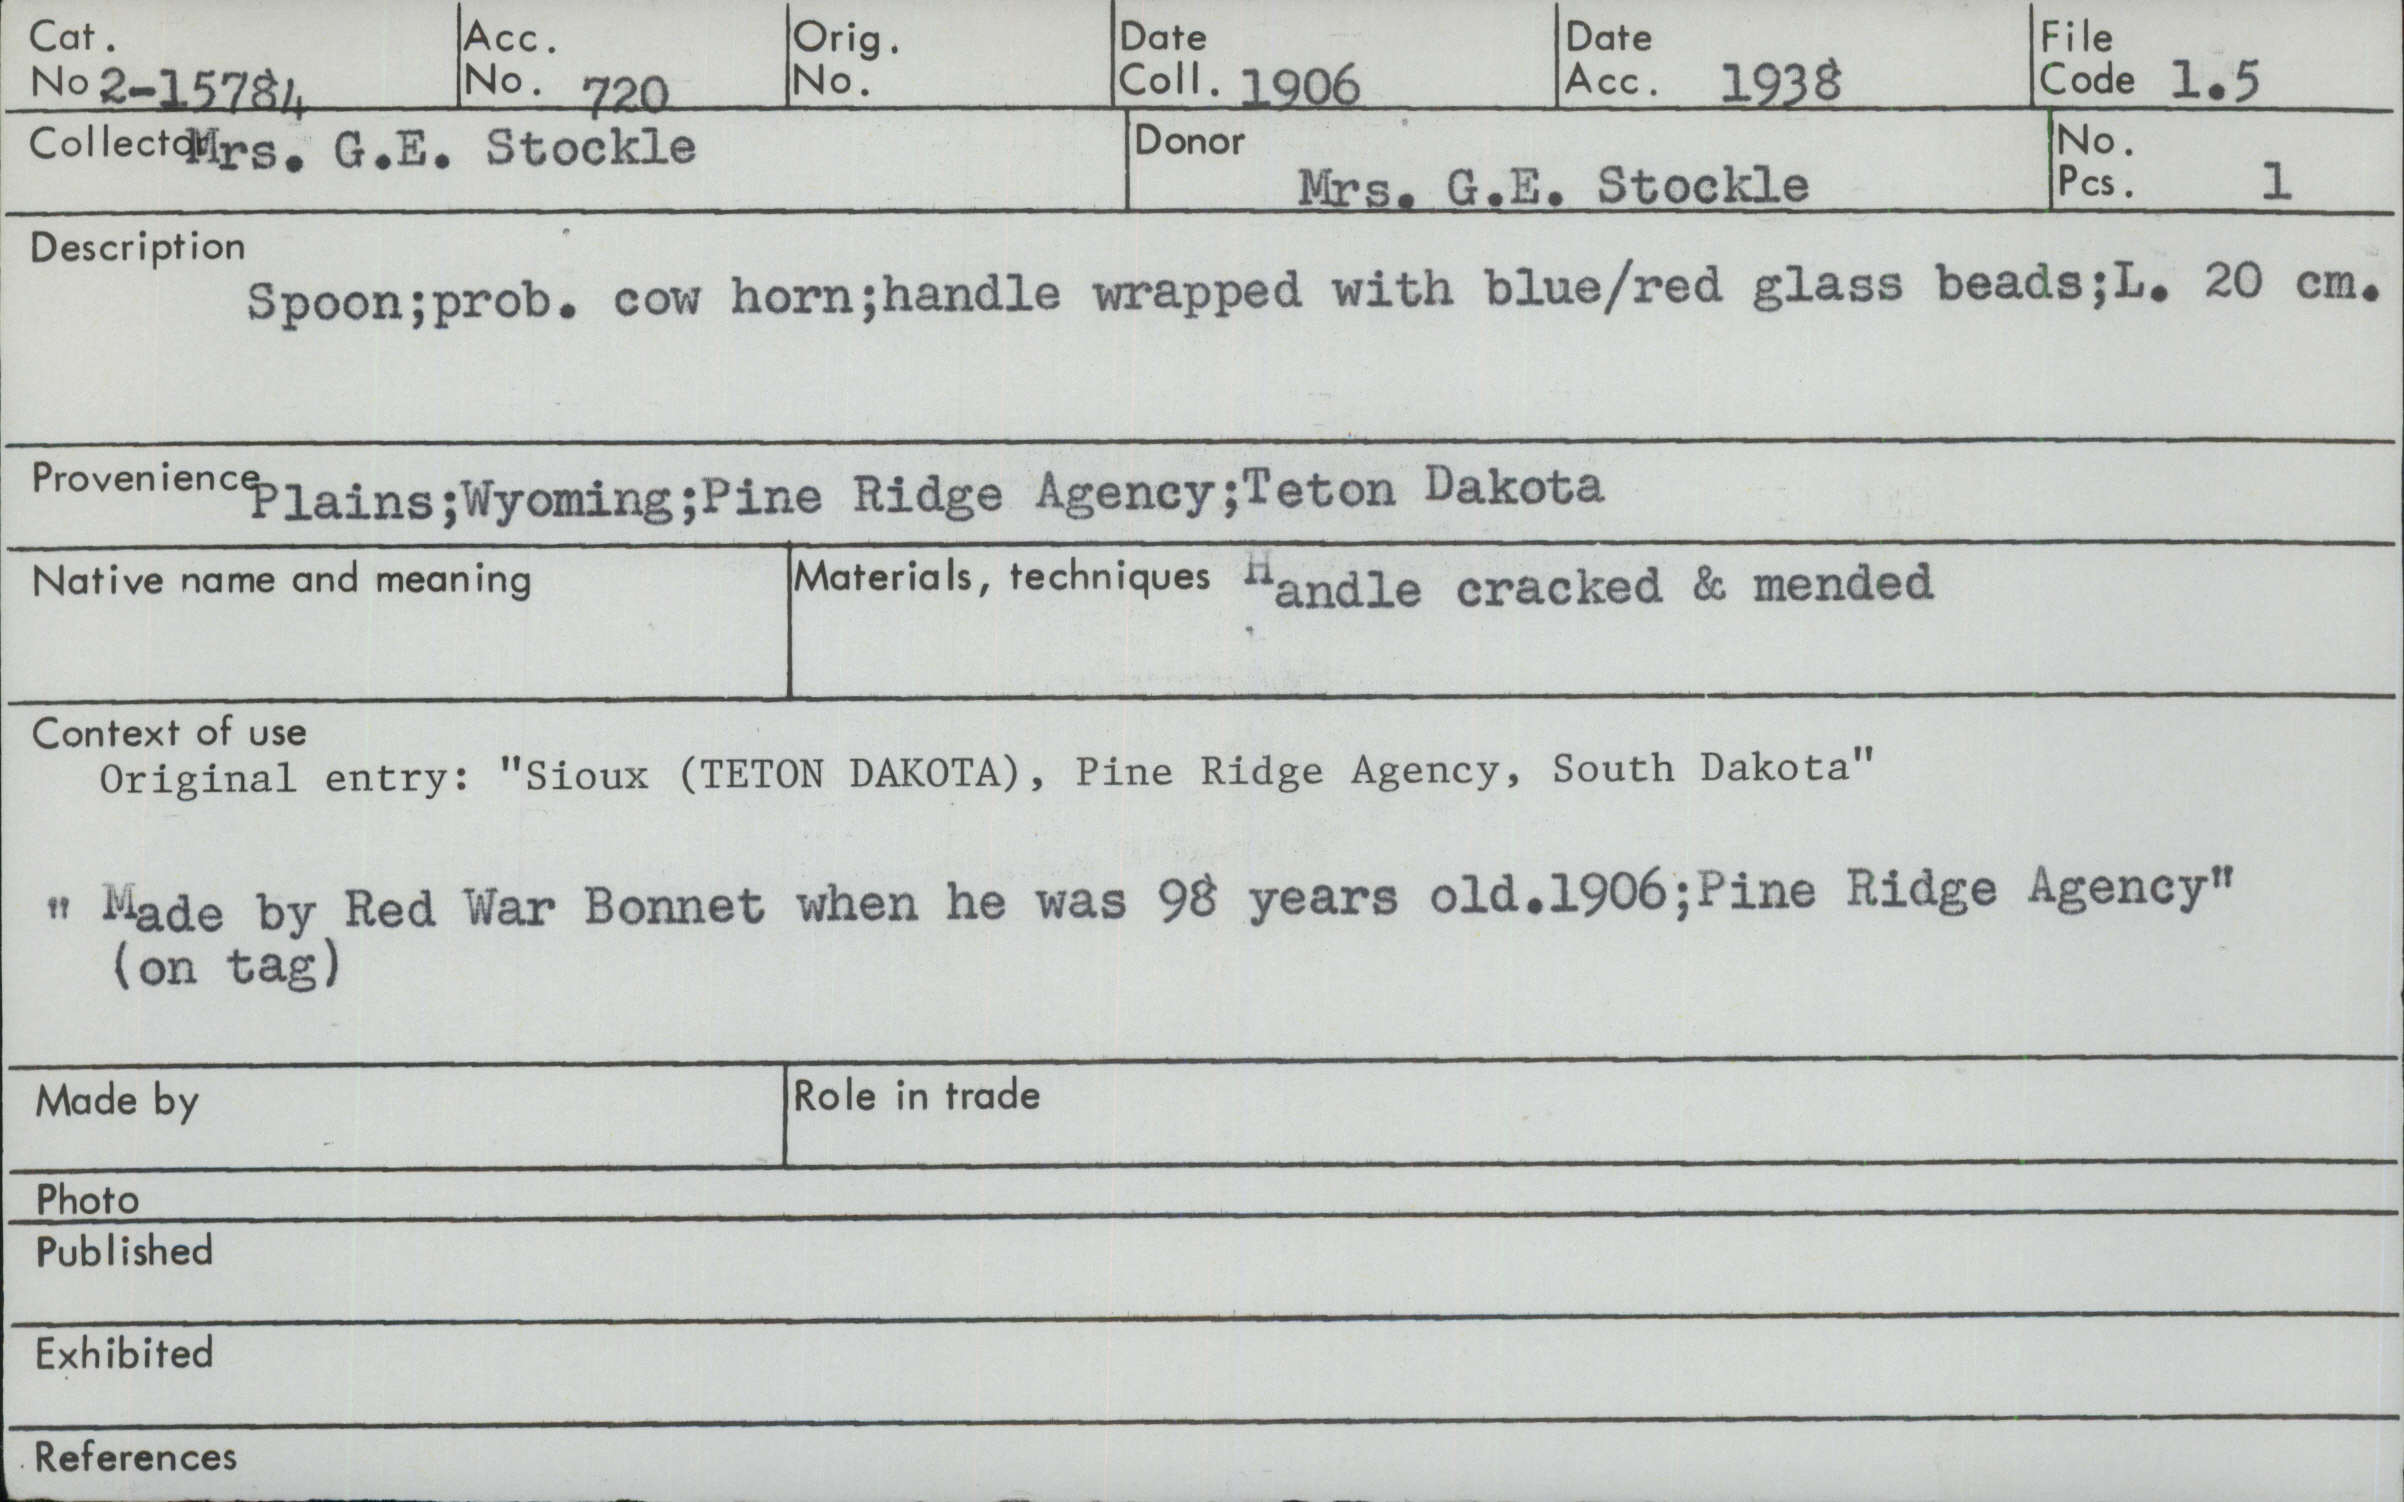 Cat. No 2-15784 Acc. No. 720 Orig. No. Date Coll. 1906 Date Acc. 1938 File Code 1.5
Collector Mrs. G.E. Stockle Donor Mrs. G.E. Stockle No. Pcs. 1
Description
Spoon;prob. cow horn;handle wrapped with blue/red glass beads;L. 20 cm.
Provenience Plains;Wyoming;Pine Ridge Agency;Teton Dakota
Native name and meaning Materials, techniques Handle cracked & mended
Context of use
Original entry: "Sioux (TETON DAKOTA), Pine Ridge Agency, South Dakota"
" Made by Red War Bonnet when he was 98 years old.1906;Pine Ridge Agency"
(on tag)
Made by Role in trade
Photo
Published
Exhibited
References